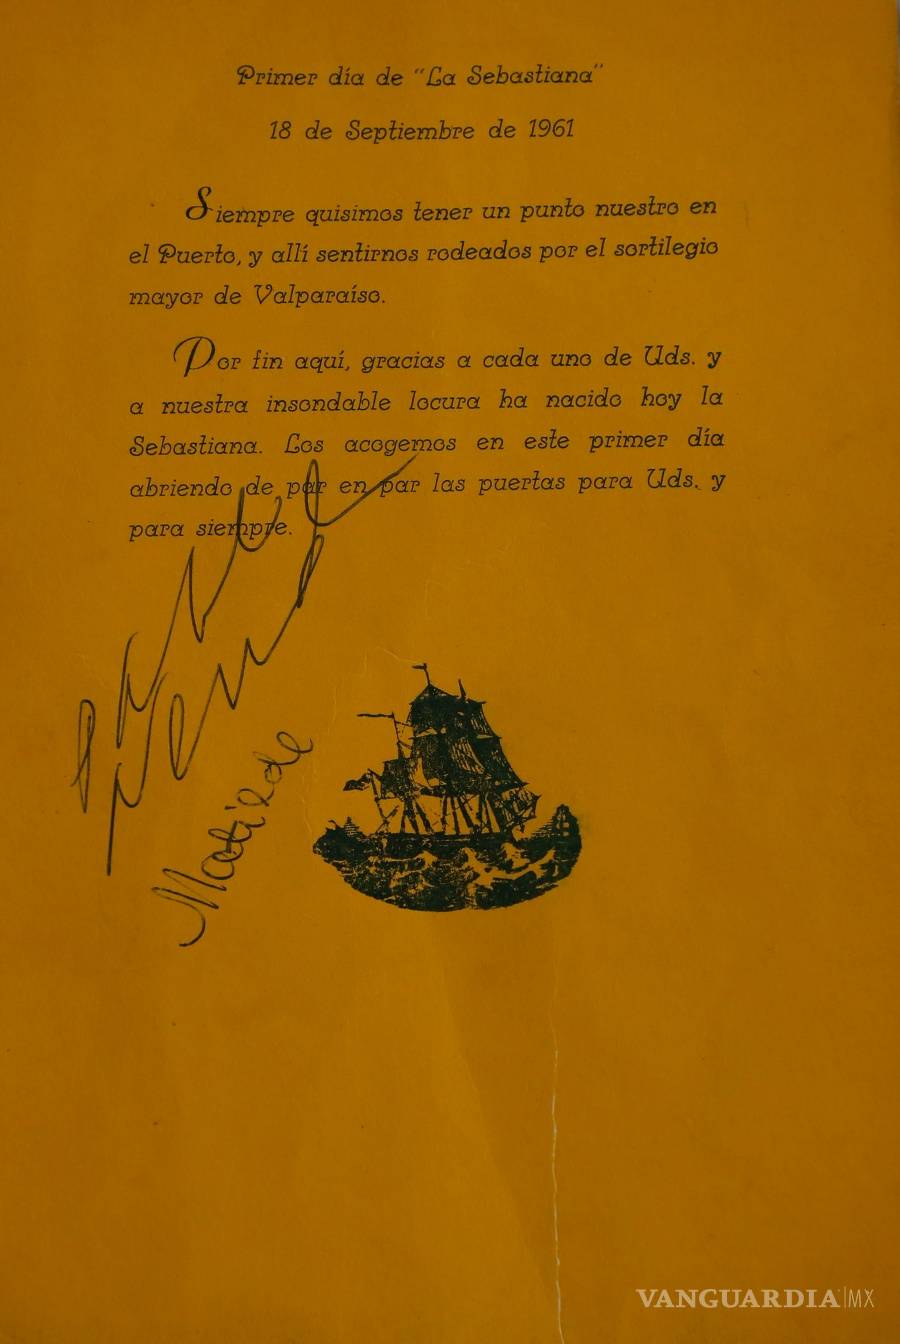 Primer día de "La Sebastiana"
18 de Septiembre de 1961
Siempre quisimos tener un punto nuestro en
el Puerto, y allí sentirnos rodeados por el sortilegio
mayor de Valparaíso.
Por fin aquí, gracias a cada uno de Uds. y
a nuestra insondable locura ha nacido hoy la
Sebastiana. Los acogemos en este primer día
abriendo de par en par las puertas para Uds. y
para siempre.
Pablo
Neruda
Matilde
VANGUARDIA|MX